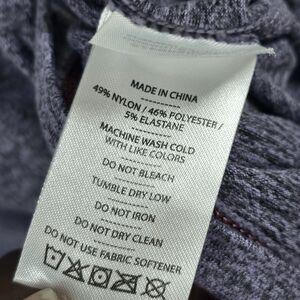 MADE IN CHINA
49% NYLON / 46% POLYESTER /
5% ELASTANE
MACHINE WASH COLD
WITH LIKE COLORS
DO NOT BLEACH
TUMBLE DRY LOW
DO NOT IRON
DO NOT DRY CLEAN
DO NOT USE FABRIC SOFTENER